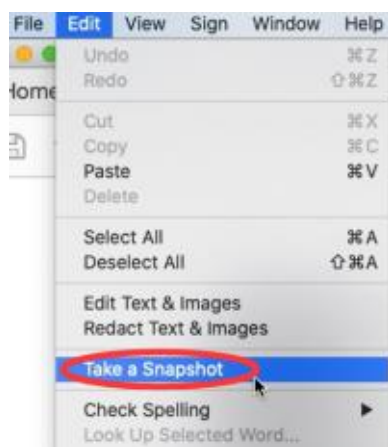 File Edit View Sign Window Help
Home
Undo ⌘Z
Redo ⇧⌘Z
Cut ⌘X
Copy ⌘C
Paste ⌘V
Delete
Select All ⌘A
Deselect All ⇧⌘A
Edit Text & Images
Redact Text & Images
Take a Snapshot
Check Spelling ▶
Look Up Selected Word...